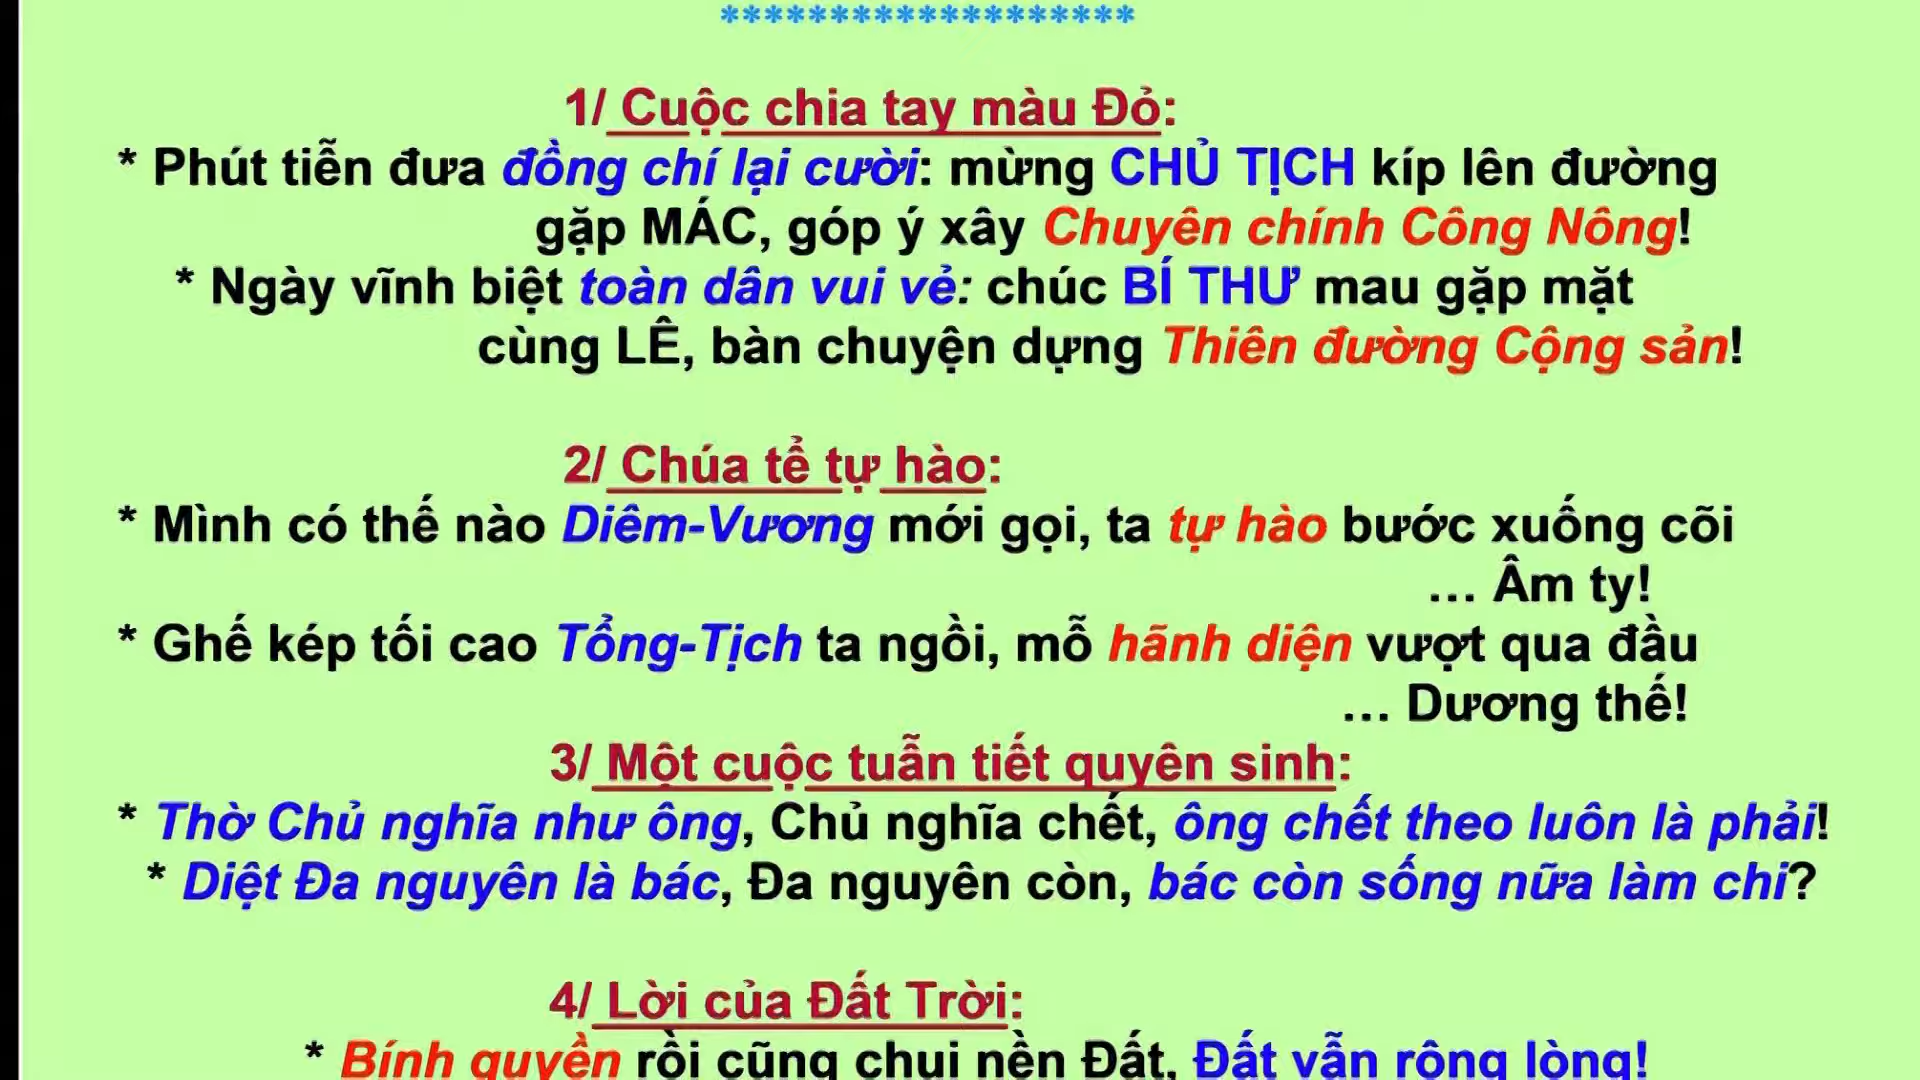 *******************
1/ Cuộc chia tay màu Đỏ:
* Phút tiễn đưa đồng chí lại cười: mừng CHỦ TỊCH kíp lên đường
gặp MÁC, góp ý xây Chuyên chính Công Nông!
* Ngày vĩnh biệt toàn dân vui vẻ: chúc BÍ THƯ mau gặp mặt
cùng LÊ, bàn chuyện dựng Thiên đường Cộng sản!
2/ Chúa tể tự hào:
* Mình có thế nào Diêm-Vương mới gọi, ta tự hào bước xuống cõi
… Âm ty!
* Ghế kép tối cao Tổng-Tịch ta ngồi, mỗ hãnh diện vượt qua đầu
… Dương thế!
3/ Một cuộc tuẫn tiết quyên sinh:
* Thờ Chủ nghĩa như ông, Chủ nghĩa chết, ông chết theo luôn là phải!
* Diệt Đa nguyên là bác, Đa nguyên còn, bác còn sống nữa làm chi?
4/ Lời của Đất Trời:
* Bính quyền rồi cũng chui nền Đất, Đất vẫn rộng lòng!